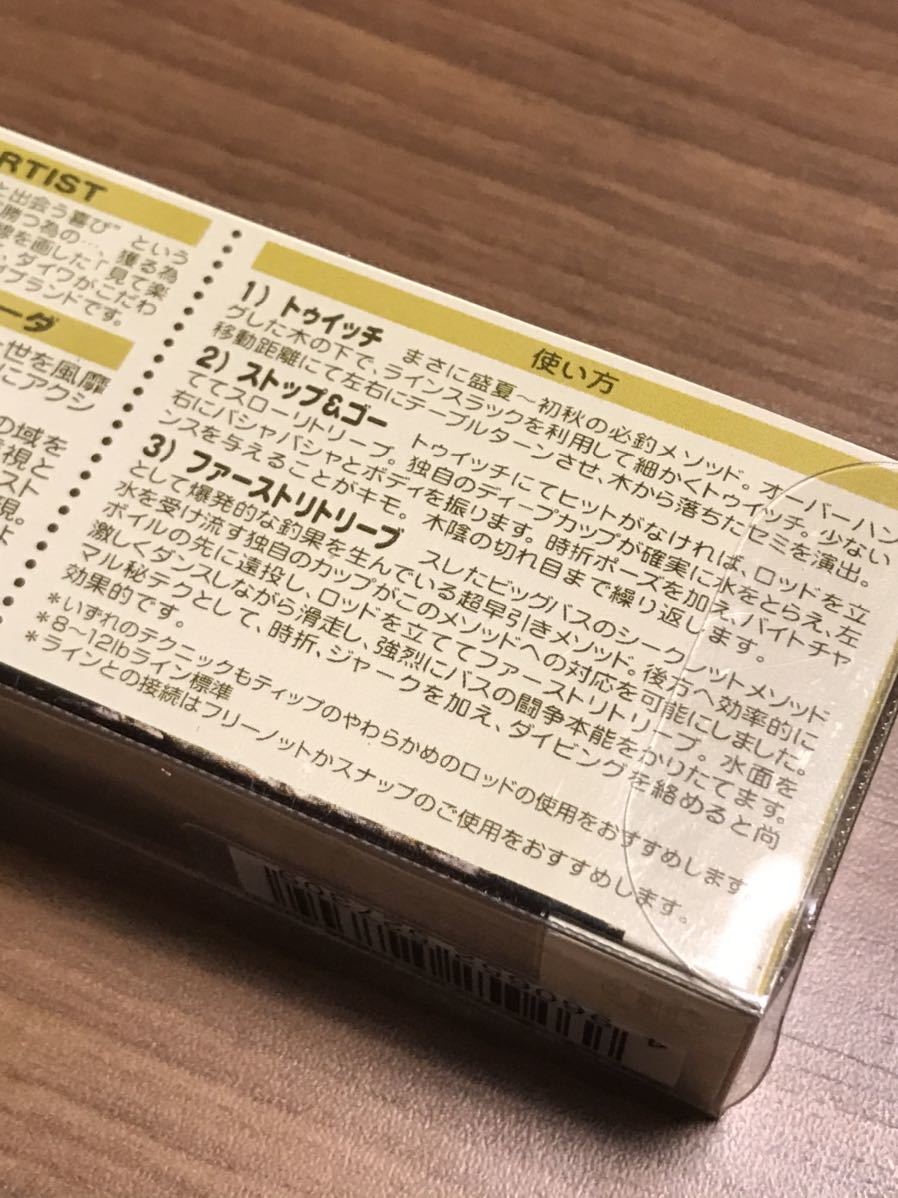 RTIST
と出会う喜び" という
勝つ為の… 獲る為
線を画した↑見て楽
・ダイワがこだわ
ブランドです。
ーダ
世を風靡
にアクシ
の域を
視と
スト
現。
使い方
1) トゥイッチ まさに盛夏～初秋の必釣メソッド。オーバーハン
グした木の下で、ラインスラックを利用して細かくトゥイッチ。少ない
移動距離にて左右にテーブルターンさせ、木から落ちたセミを演出。
2) ストップ&ゴー トゥイッチにてヒットがなければ、ロッドを立
ててスローリトリーブ。独自のディープカップが確実に水をとらえ、左
右にバシャバシャとボディを振ります。時折ポーズを加え、バイトチャ
ンスを与えることがキモ。木陰の切れ目まで繰り返します。
3) ファーストリトリーブ スレたビッグバスのシークレットメソッド
として爆発的な釣果を生んでいる超早引きメソッド。後方へ効率的に
水を受け流す独自のカップがこのメソッドへの対応を可能にしました。
ボイルの先に遠投し、ロッドを立ててファーストリトリーブ。水面を
激しくダンスしながら滑走し、強烈にバスの闘争本能をかりたてます。
マル秘テクとして、時折、ジャークを加え、ダイビングを絡めると尚
効果的です。
*いずれのテクニックもティップのやわらかめのロッドの使用をおすすめします
*8～12lbライン標準
ラインとの接続はフリーノットかスナップのご使用をおすすめします。